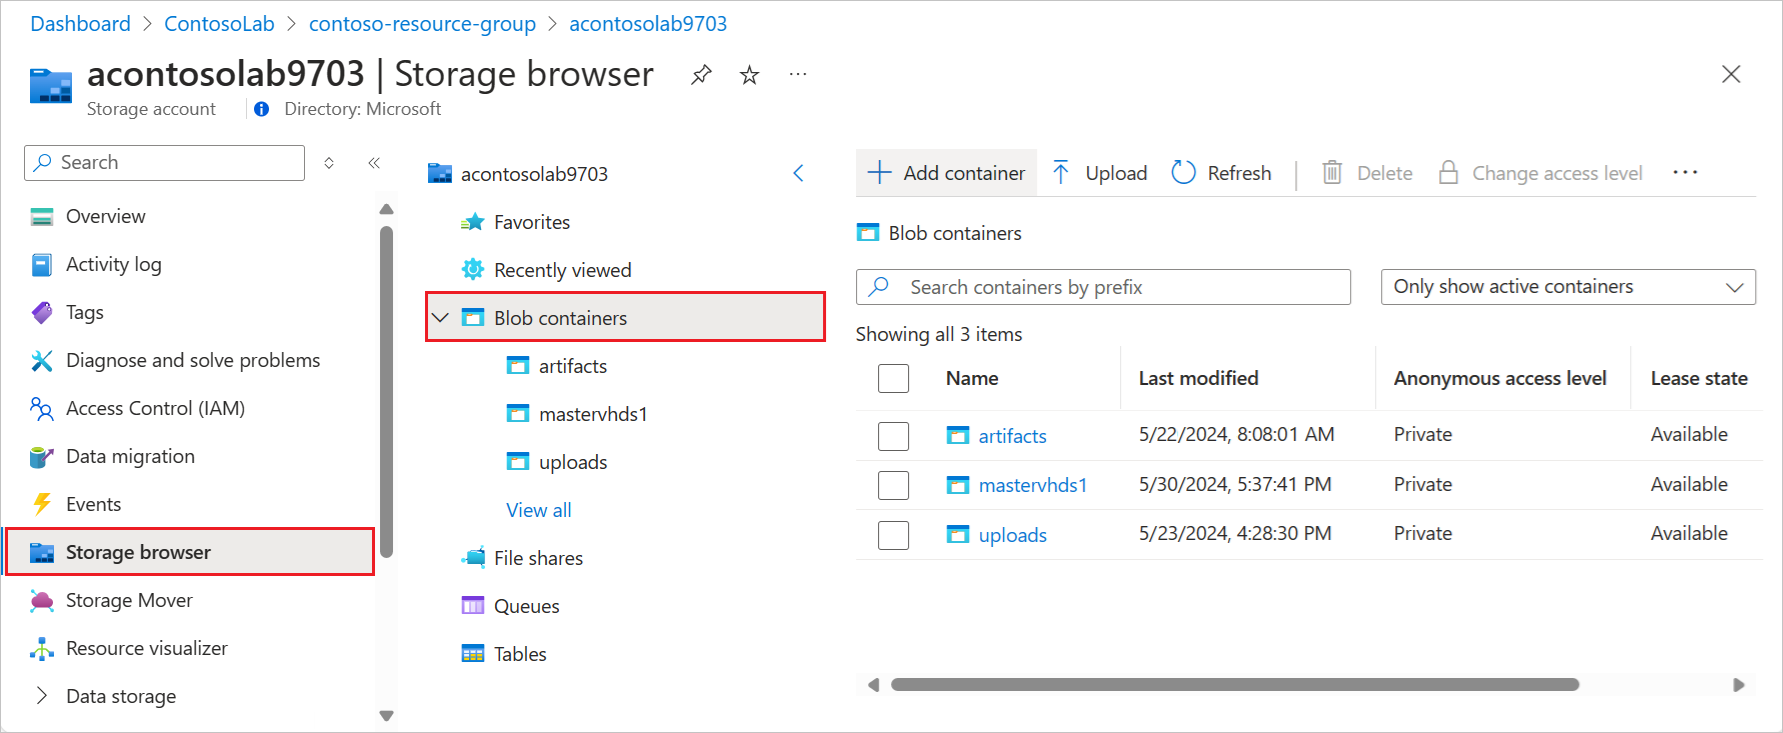 Dashboard > ContosoLab > contoso-resource-group > acontosolab9703
acontosolab9703 | Storage browser
Storage account
Directory: Microsoft
Search
Overview
Activity log
Tags
Diagnose and solve problems
Access Control (IAM)
Data migration
Events
Storage browser
Storage Mover
Resource visualizer
Data storage
acontosolab9703
Favorites
Recently viewed
Blob containers
artifacts
mastervhds1
uploads
View all
File shares
Queues
Tables
Add container Upload Refresh Delete Change access level
Blob containers
Search containers by prefix Only show active containers
Showing all 3 items
Name Last modified Anonymous access level Lease state
artifacts 5/22/2024, 8:08:01 AM Private Available
mastervhds1 5/30/2024, 5:37:41 PM Private Available
uploads 5/23/2024, 4:28:30 PM Private Available